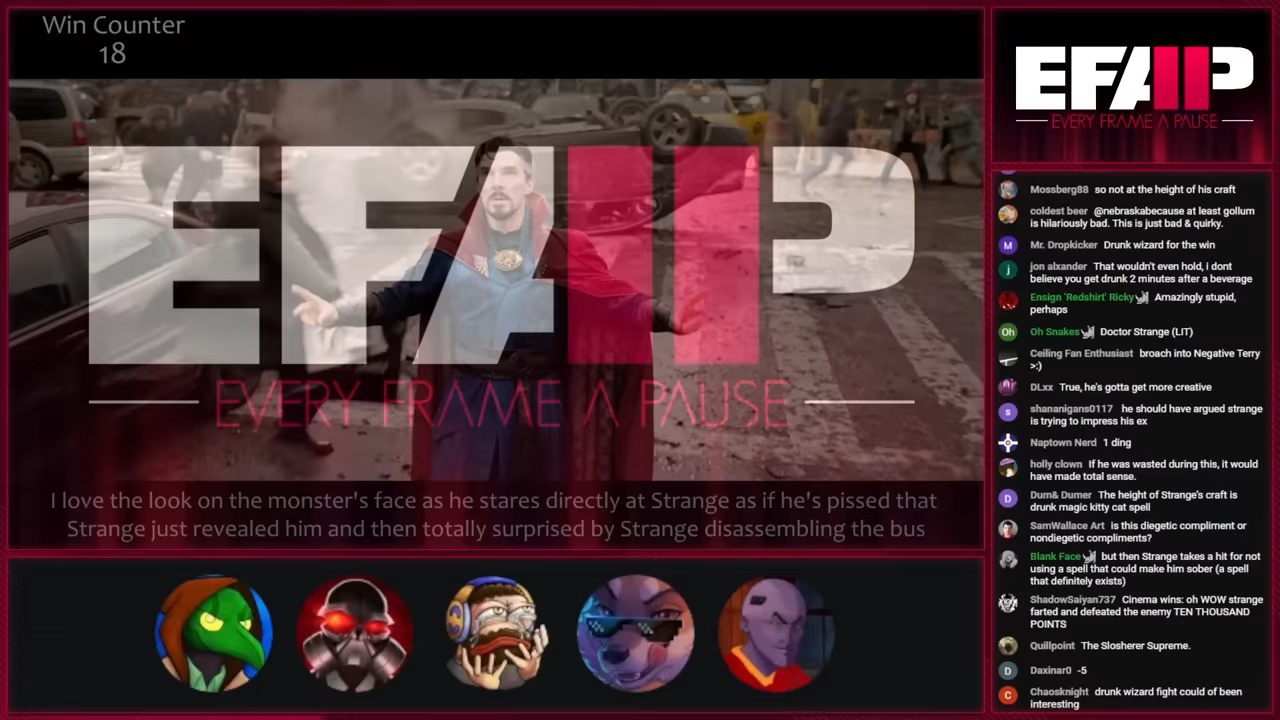 Win Counter
18
EFAP
EVERY FRAME A PAUSE
I love the look on the monster's face as he stares directly at Strange as if he's pissed that
Strange just revealed him and then totally surprised by Strange disassembling the bus
EFAP
EVERY FRAME A PAUSE
Mossberg88 so not at the height of his craft
coldest beer @nebraskabecause at least gollum
is hilariously bad. This is just bad & quirky.
M
Mr. Dropkicker Drunk wizard for the win
j
jon alxander That wouldn't even hold, i dont
believe you get drunk 2 minutes after a beverage
Ensign 'Redshirt' Ricky Amazingly stupid,
perhaps
Oh
Oh Snakes Doctor Strange (LIT)
Ceiling Fan Enthusiast broach into Negative Terry
>:)
DLxx True, he's gotta get more creative
s
shananigans0117 he should have argued strange
is trying to impress his ex
Naptown Nerd 1 ding
holly clown If he was wasted during this, it would
have made total sense.
D
Dum& Dumer The height of Strange's craft is
drunk magic kitty cat spell
SamWallace Art is this diegetic compliment or
nondiegetic compliments?
Blank Face but then Strange takes a hit for not
using a spell that could make him sober (a spell
that definitely exists)
ShadowSaiyan737 Cinema wins: oh WOW strange
farted and defeated the enemy TEN THOUSAND
POINTS
Quillpoint The Slosherer Supreme.
D
Daxinar0 -5
C
Chaosknight drunk wizard fight could of been
interesting